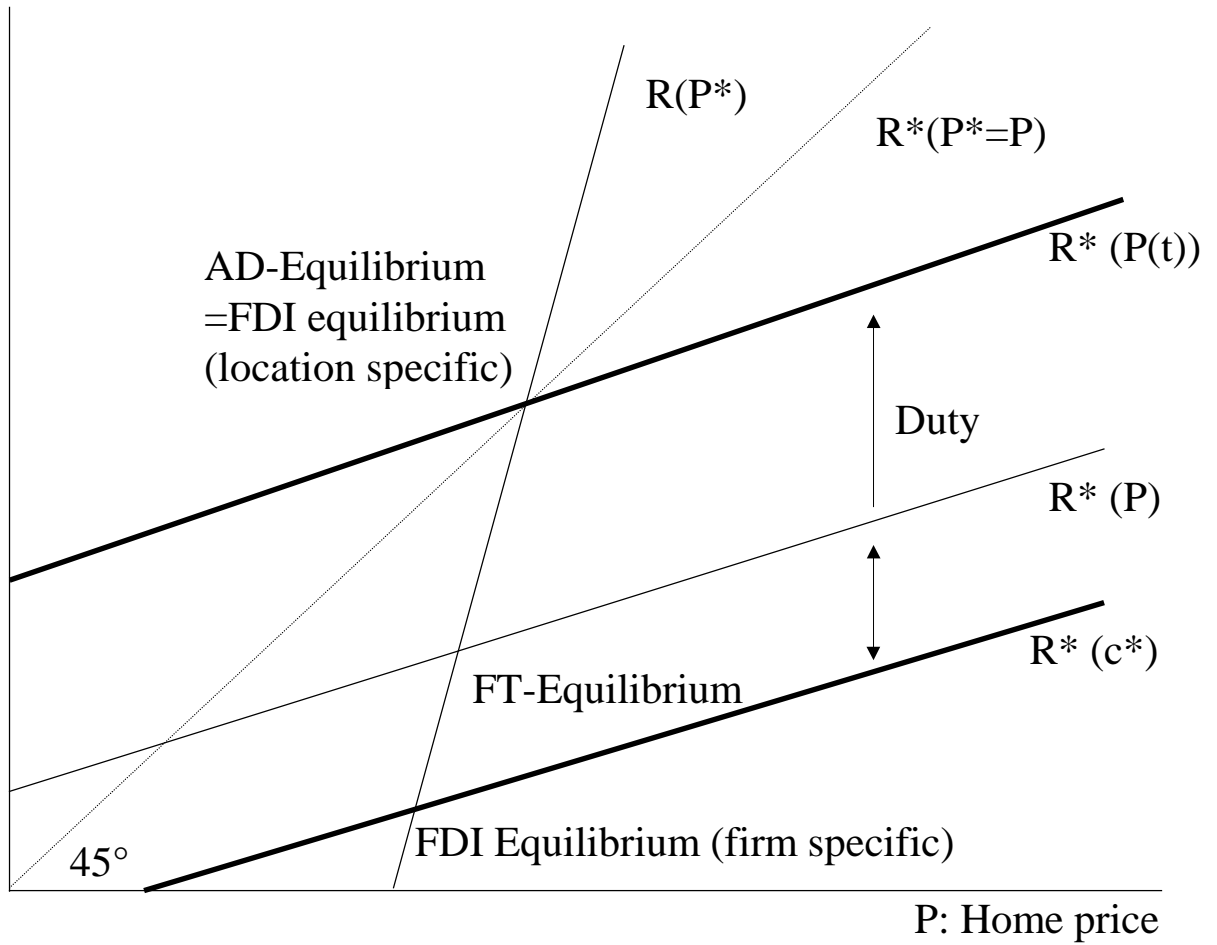 R(P*)
R*(P*=P)
R* (P(t))
AD-Equilibrium
=FDI equilibrium
(location specific)
Duty
R* (P)
R* (c*)
FT-Equilibrium
FDI Equilibrium (firm specific)
45°
P: Home price